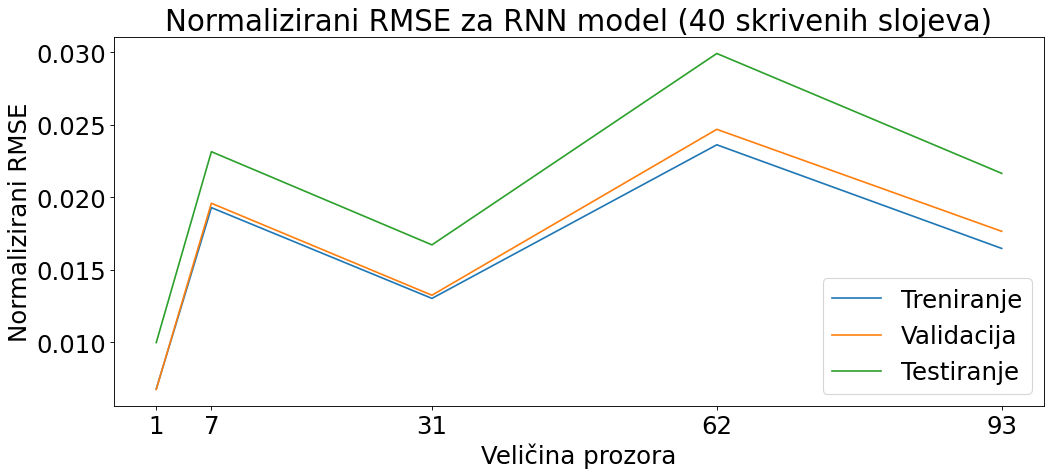 Normalizirani RMSE za RNN model (40 skrivenih slojeva)
Normalizirani RMSE
0.030
0.025
0.020
0.015
0.010
Treniranje
Validacija
Testiranje
1 7 31 62 93
Veličina prozora